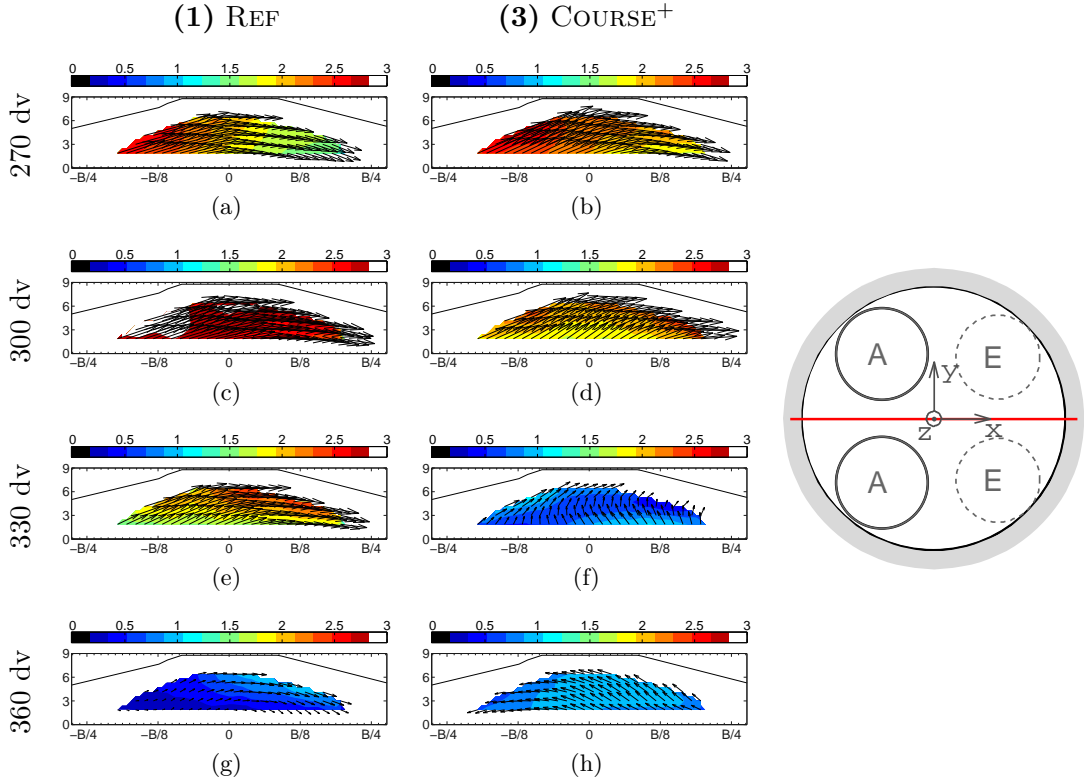 (1) REF (3) COURSE+
0 0.5 1 1.5 2 2.5 3 0 0.5 1 1.5 2 2.5 3
270 dv
9 9
6 6
3 3
0 0
−B/4 −B/8 0 B/8 B/4 −B/4 −B/8 0 B/8 B/4
(a) (b)
0 0.5 1 1.5 2 2.5 3 0 0.5 1 1.5 2 2.5 3
300 dv
9 9
6 6
3 3
0 0
−B/4 −B/8 0 B/8 B/4 −B/4 −B/8 0 B/8 B/4
(c) (d)
A E
y
z x
A E
0 0.5 1 1.5 2 2.5 3 0 0.5 1 1.5 2 2.5 3
330 dv
9 9
6 6
3 3
0 0
−B/4 −B/8 0 B/8 B/4 −B/4 −B/8 0 B/8 B/4
(e) (f)
0 0.5 1 1.5 2 2.5 3 0 0.5 1 1.5 2 2.5 3
360 dv
9 9
6 6
3 3
0 0
−B/4 −B/8 0 B/8 B/4 −B/4 −B/8 0 B/8 B/4
(g) (h)